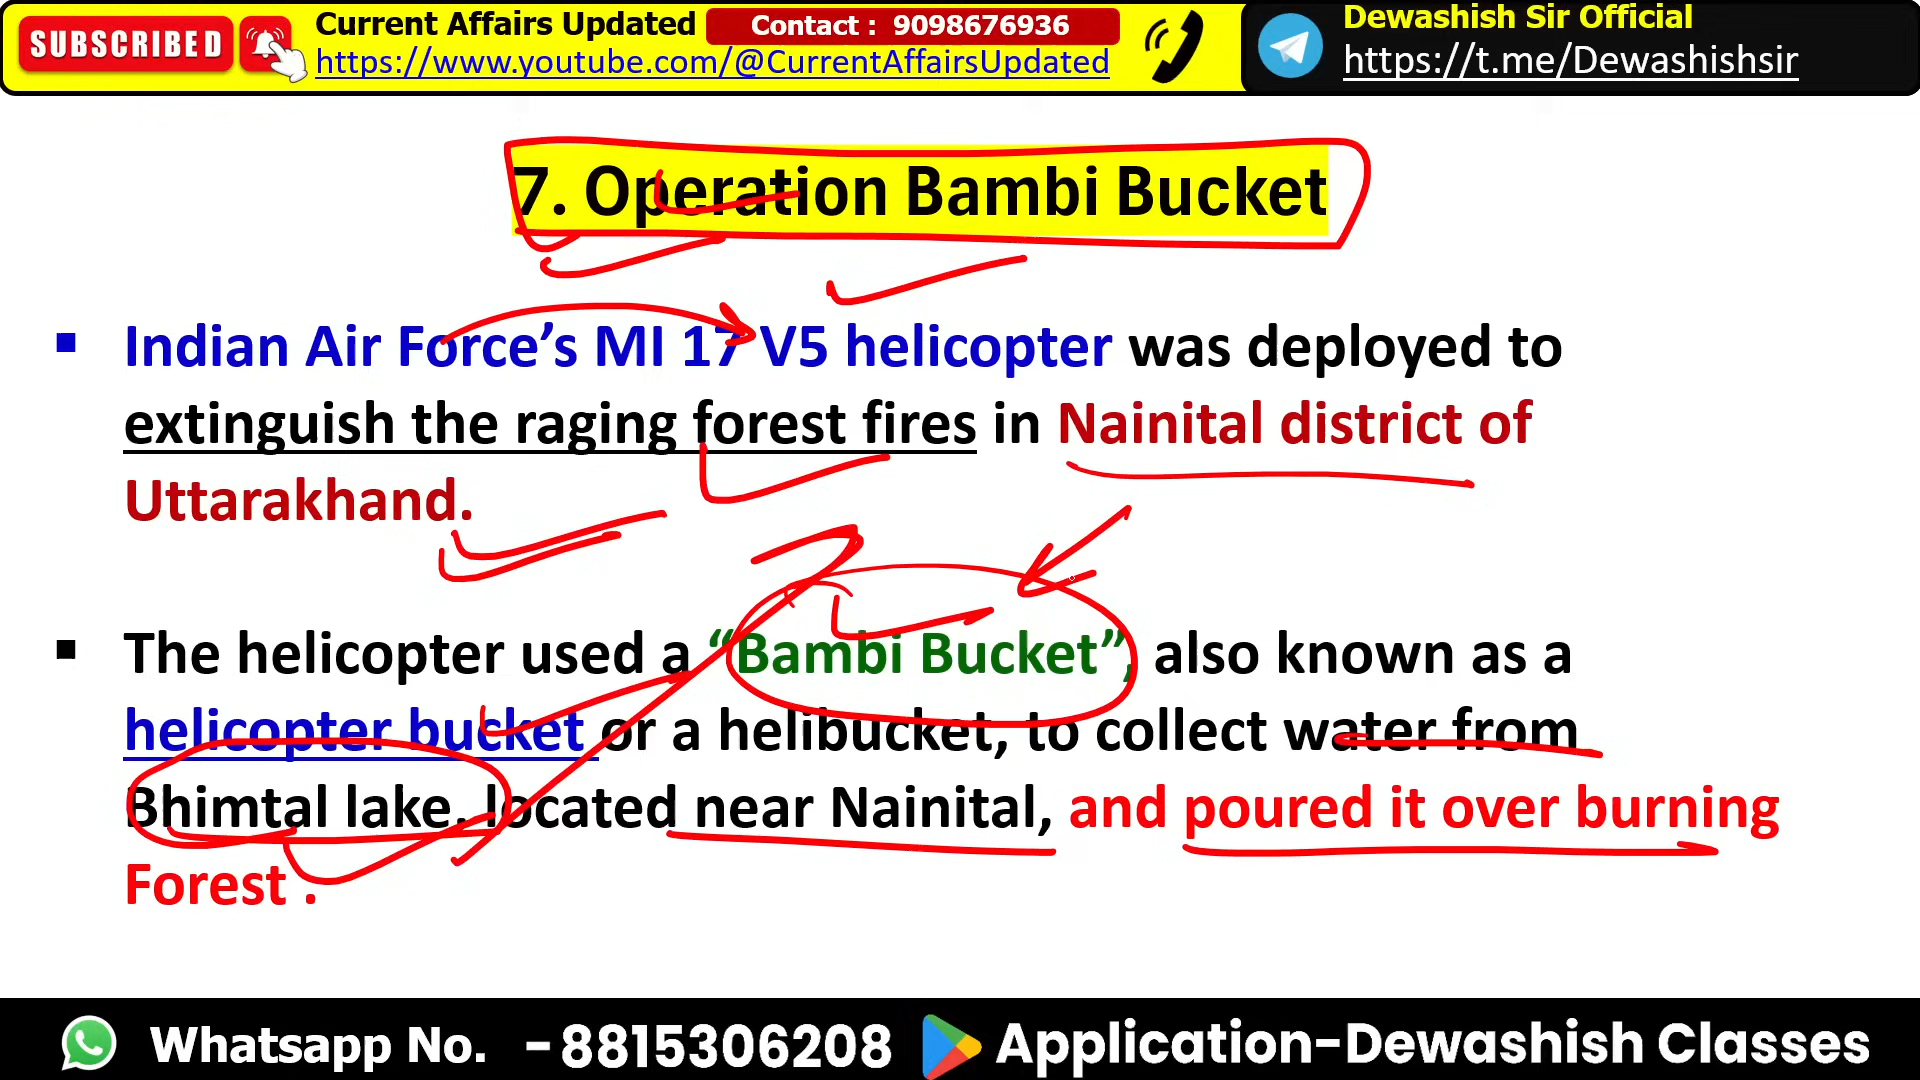 SUBSCRIBED
Current Affairs Updated
Contact : 9098676936
https://www.youtube.com/@CurrentAffairsUpdated
Dewashish Sir Official
https://t.me/Dewashishsir
7. Operation Bambi Bucket
▪ Indian Air Force’s MI 17 V5 helicopter was deployed to
extinguish the raging forest fires in Nainital district of
Uttarakhand.
▪ The helicopter used a “Bambi Bucket”, also known as a
helicopter bucket or a helibucket, to collect water from
Bhimtal lake, located near Nainital, and poured it over burning
Forest .
Whatsapp No. -8815306208
Application-Dewashish Classes